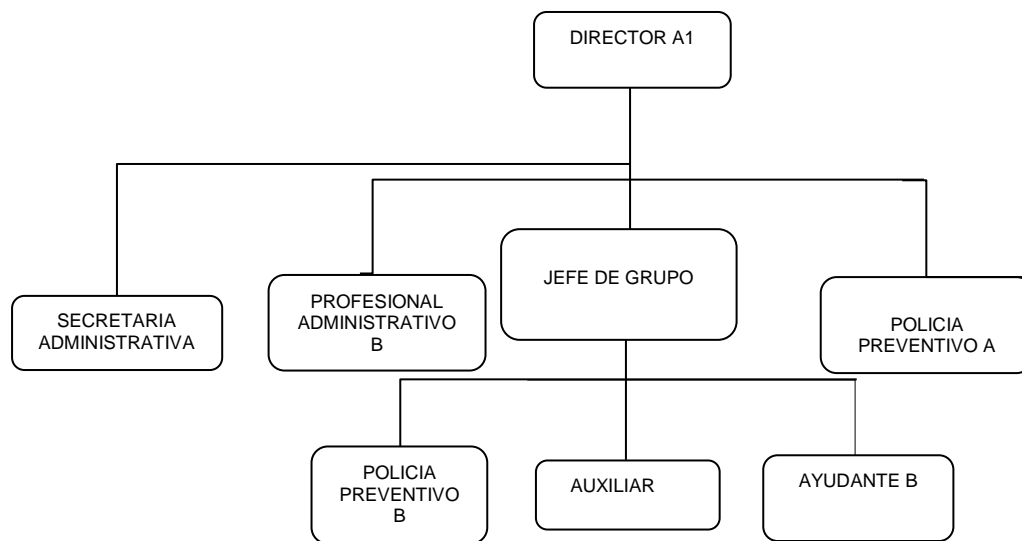 DIRECTOR A1
SECRETARIA
ADMINISTRATIVA
PROFESIONAL
ADMINISTRATIVO
B
JEFE DE GRUPO
POLICIA
PREVENTIVO A
POLICIA
PREVENTIVO
B
AUXILIAR
AYUDANTE B